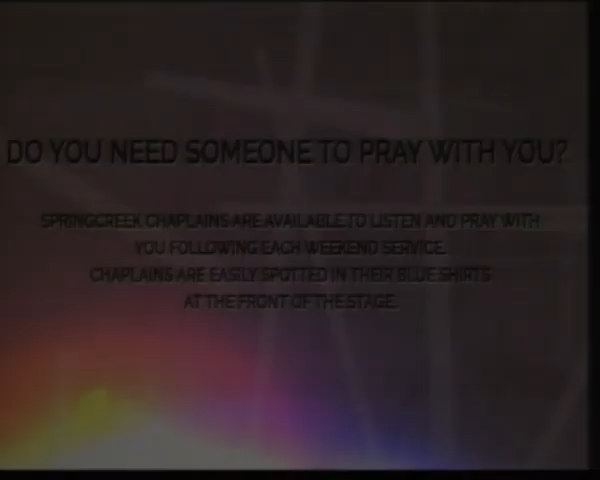 DO YOU NEED SOMEONE TO PRAY WITH YOU?
SPRINGCREEK CHAPLAINS ARE AVAILABLE TO LISTEN AND PRAY WITH
YOU FOLLOWING EACH WEEKEND SERVICE.
CHAPLAINS ARE EASILY SPOTTED IN THEIR BLUE SHIRTS
AT THE FRONT OF THE STAGE.